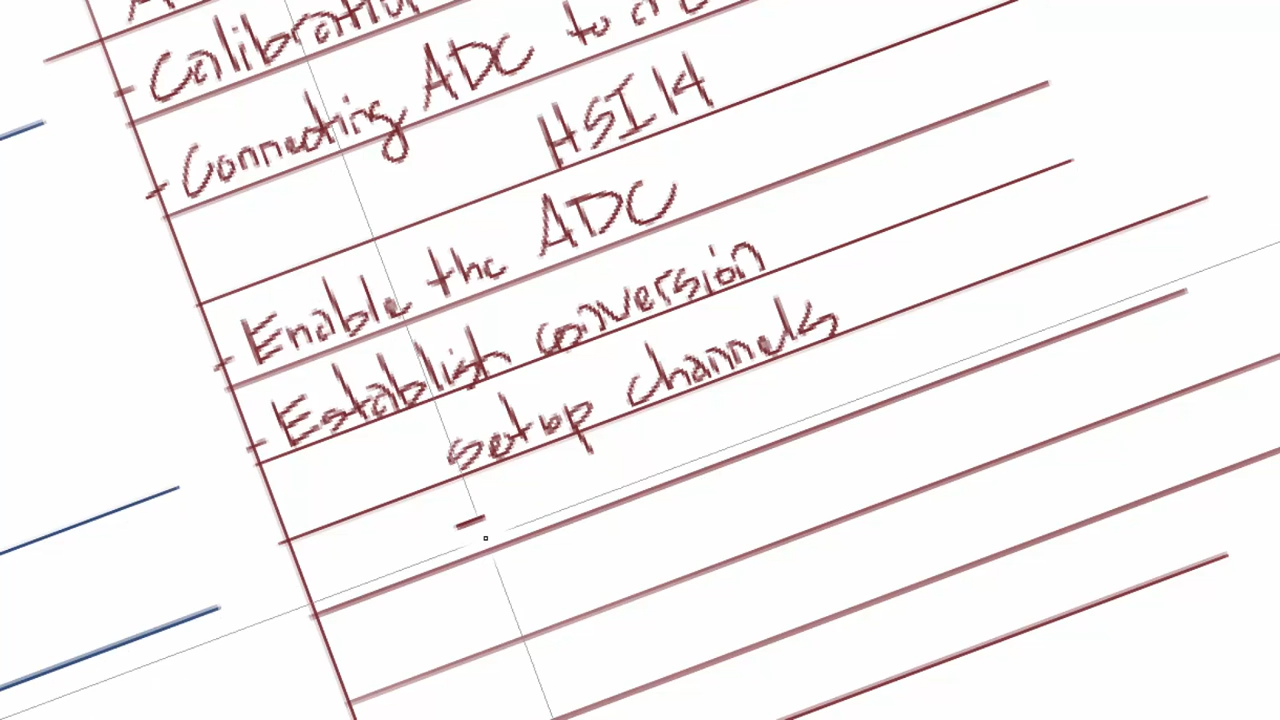 - Calibration
- Connecting ADC to
HSI14
- Enable the ADC
- Establish conversion
setup channels
-